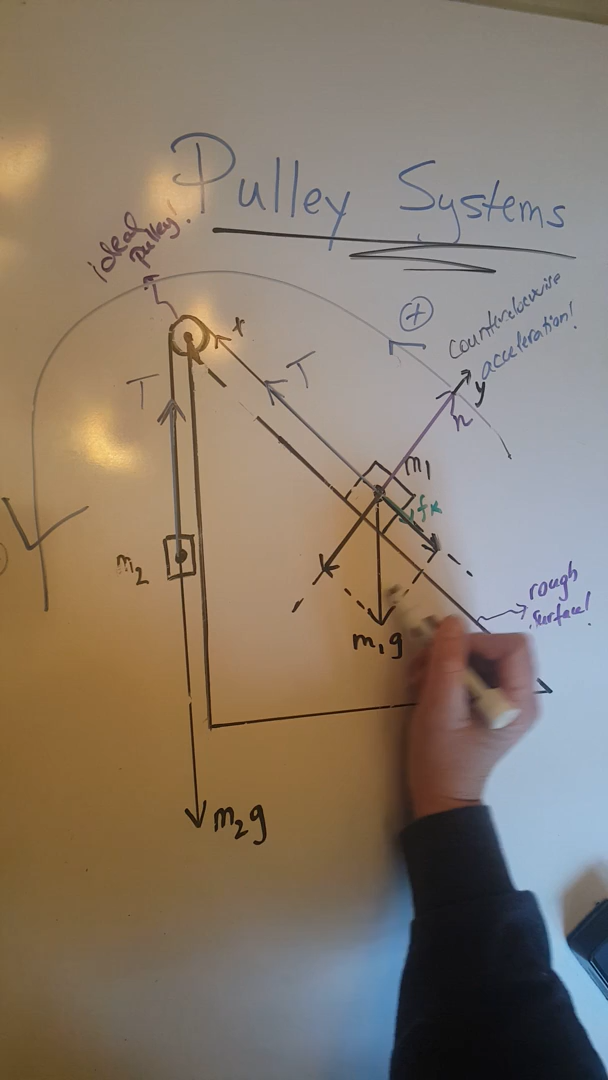 Pulley Systems
ideal
pulley!
+
counterclockwise
acceleration!
x
T
T
y
n
m₁
fk
m₂
rough
surface!
m₁g
m₂g